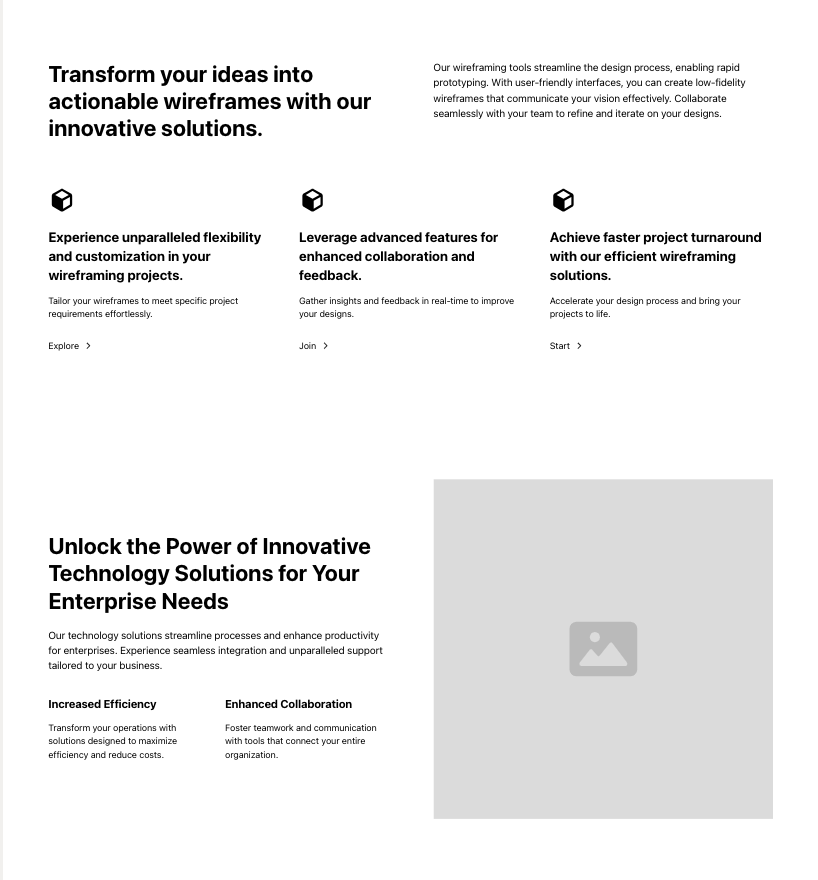 Transform your ideas into
actionable wireframes with our
innovative solutions.
Our wireframing tools streamline the design process, enabling rapid
prototyping. With user-friendly interfaces, you can create low-fidelity
wireframes that communicate your vision effectively. Collaborate
seamlessly with your team to refine and iterate on your designs.
Experience unparalleled flexibility
and customization in your
wireframing projects.
Tailor your wireframes to meet specific project
requirements effortlessly.
Explore
Leverage advanced features for
enhanced collaboration and
feedback.
Gather insights and feedback in real-time to improve
your designs.
Join
Achieve faster project turnaround
with our efficient wireframing
solutions.
Accelerate your design process and bring your
projects to life.
Start
Unlock the Power of Innovative
Technology Solutions for Your
Enterprise Needs
Our technology solutions streamline processes and enhance productivity
for enterprises. Experience seamless integration and unparalleled support
tailored to your business.
Increased Efficiency
Transform your operations with
solutions designed to maximize
efficiency and reduce costs.
Enhanced Collaboration
Foster teamwork and communication
with tools that connect your entire
organization.